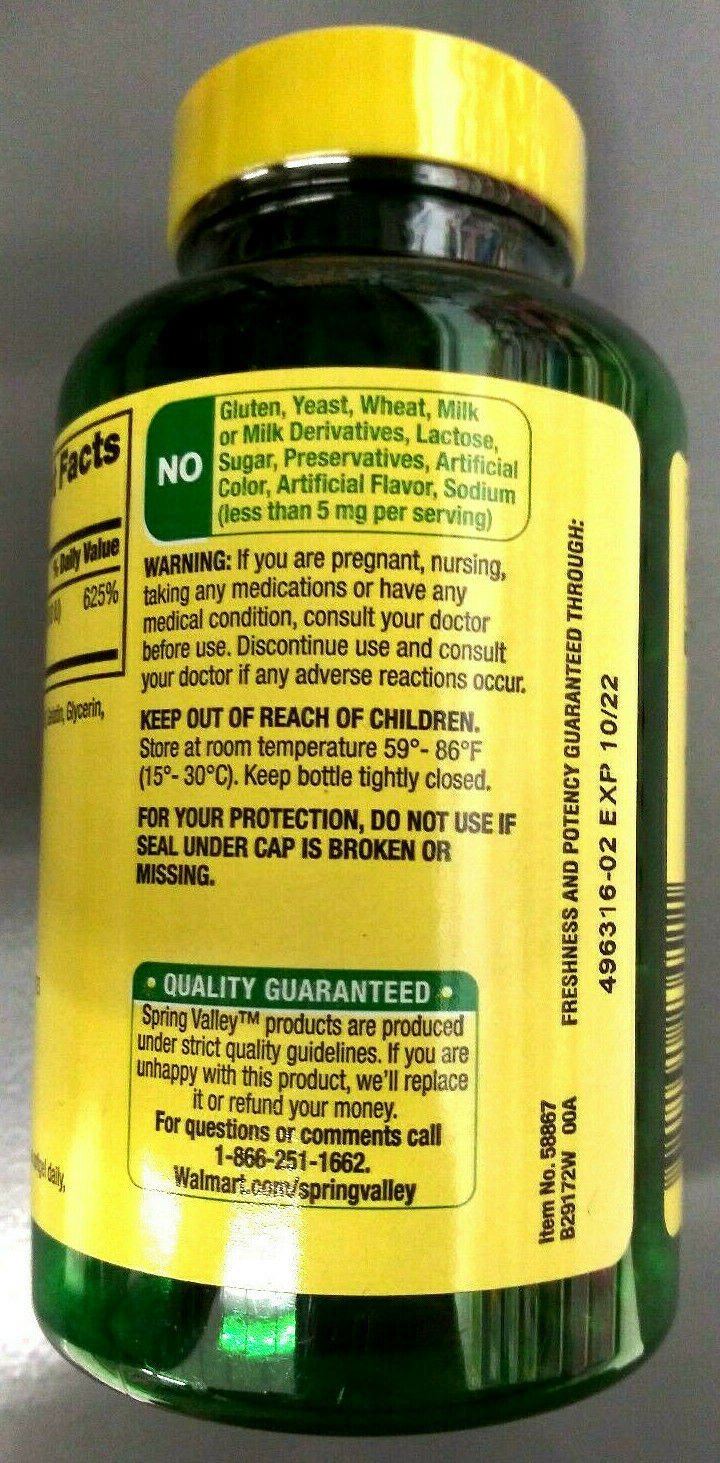 Facts
% Daily Value
625%
Gelatin, Glycerin,
daily,
NO
Gluten, Yeast, Wheat, Milk
or Milk Derivatives, Lactose,
Sugar, Preservatives, Artificial
Color, Artificial Flavor, Sodium
(less than 5 mg per serving)
WARNING: If you are pregnant, nursing,
taking any medications or have any
medical condition, consult your doctor
before use. Discontinue use and consult
your doctor if any adverse reactions occur.
KEEP OUT OF REACH OF CHILDREN.
Store at room temperature 59°- 86°F
(15°- 30°C). Keep bottle tightly closed.
FOR YOUR PROTECTION, DO NOT USE IF
SEAL UNDER CAP IS BROKEN OR
MISSING.
• QUALITY GUARANTEED •
Spring Valley™ products are produced
under strict quality guidelines. If you are
unhappy with this product, we'll replace
it or refund your money.
For questions or comments call
1-866-251-1662.
Walmart.com/springvalley
FRESHNESS AND POTENCY GUARANTEED THROUGH:
496316-02 EXP 10/22
Item No. 58867
B29172W 00A